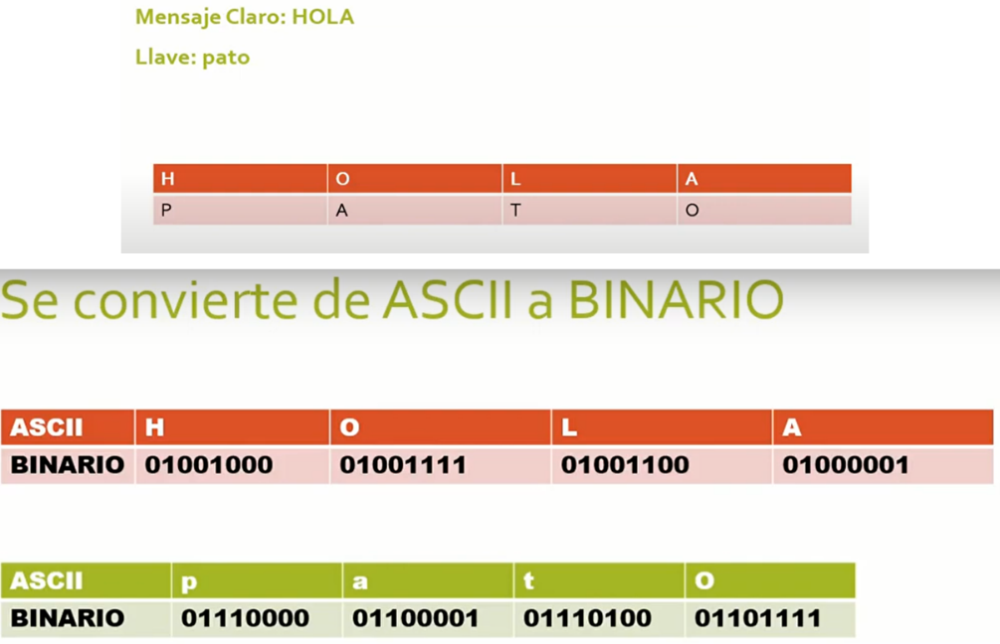 Mensaje Claro: HOLA
Llave: pato
H O L A
P A T O
Se convierte de ASCII a BINARIO
ASCII H O L A
BINARIO 01001000 01001111 01001100 01000001
ASCII p a t O
BINARIO 01110000 01100001 01110100 01101111